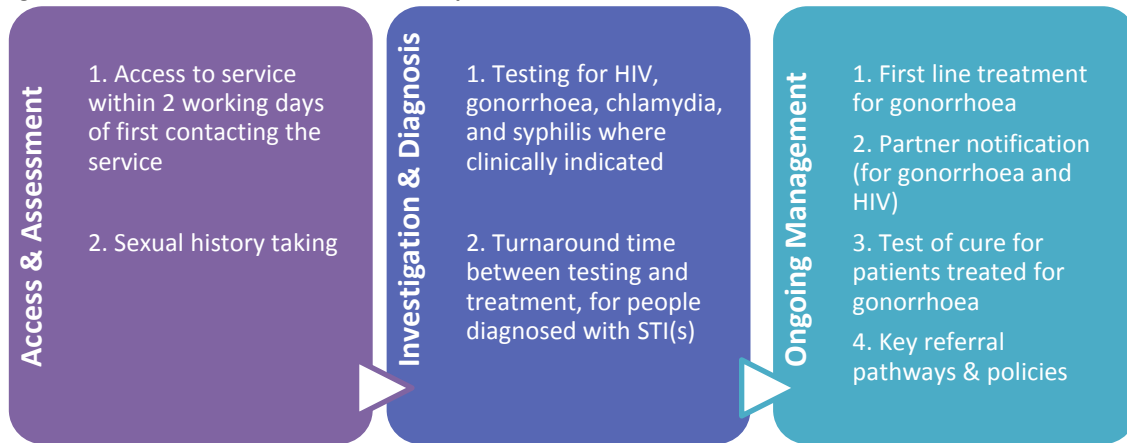 Access & Assessment
1. Access to service
within 2 working days
of first contacting the
service
2. Sexual history taking
Investigation & Diagnosis
1. Testing for HIV,
gonorrhoea, chlamydia,
and syphilis where
clinically indicated
2. Turnaround time
between testing and
treatment, for people
diagnosed with STI(s)
Ongoing Management
1. First line treatment
for gonorrhoea
2. Partner notification
(for gonorrhoea and
HIV)
3. Test of cure for
patients treated for
gonorrhoea
4. Key referral
pathways & policies